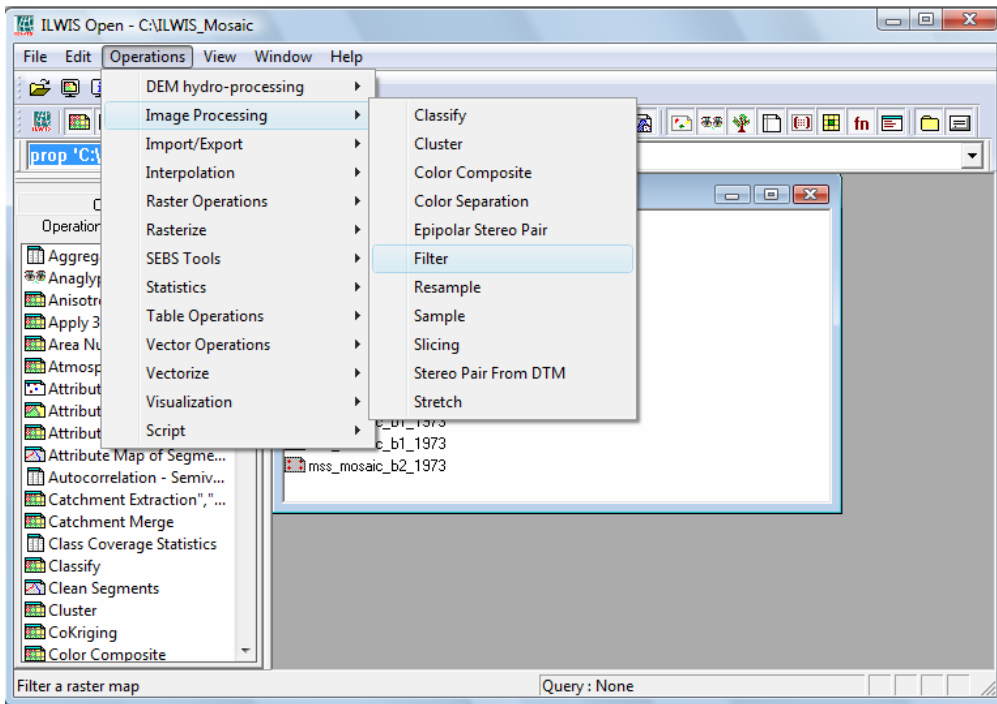 ILWIS Open - C:\ILWIS_Mosaic
File Edit Operations View Window Help
DEM hydro-processing
Image Processing
Import/Export
Interpolation
Raster Operations
Rasterize
SEBS Tools
Statistics
Table Operations
Vector Operations
Vectorize
Visualization
Script
Classify
Cluster
Color Composite
Color Separation
Epipolar Stereo Pair
Filter
Resample
Sample
Slicing
Stereo Pair From DTM
Stretch
fn
prop 'C:\
Operation
Aggreg
Anaglyp
Anisotr
Apply 3
Area Nu
Atmosp
Attribut
Attribut
Attribut
Attribute Map of Segme...
Autocorrelation - Semiv...
Catchment Extraction","...
Catchment Merge
Class Coverage Statistics
Classify
Clean Segments
Cluster
CoKriging
Color Composite
c_b1_1973
mss_mosaic_b2_1973
Filter a raster map
Query : None